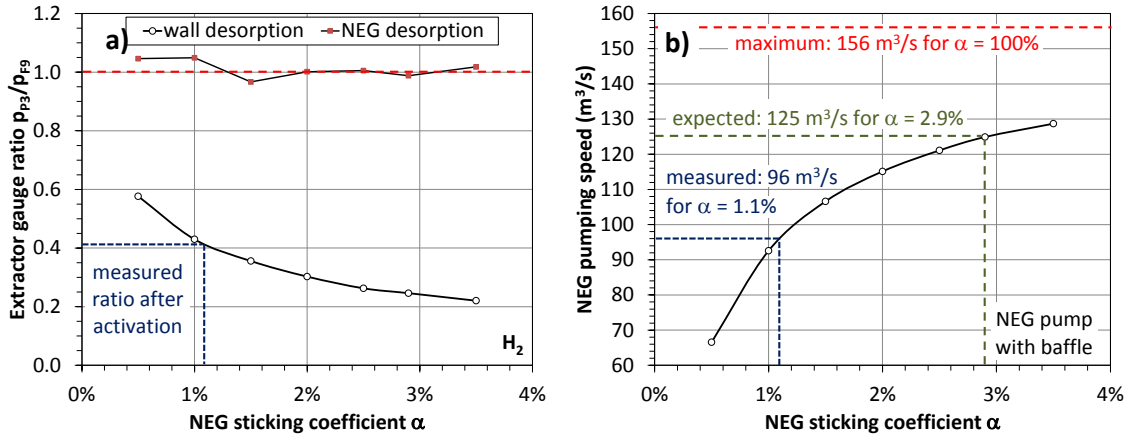 a)
wall desorption
NEG desorption
Extractor gauge ratio pP3/pF9
1.2
1.0
0.8
0.6
0.4
0.2
0.0
measured
ratio after
activation
H2
0% 1% 2% 3% 4%
NEG sticking coefficient α
b)
NEG pumping speed (m³/s)
160
150
140
130
120
110
100
90
80
70
60
maximum: 156 m³/s for α = 100%
expected: 125 m³/s for α = 2.9%
measured: 96 m³/s
for α = 1.1%
NEG pump
with baffle
0% 1% 2% 3% 4%
NEG sticking coefficient α